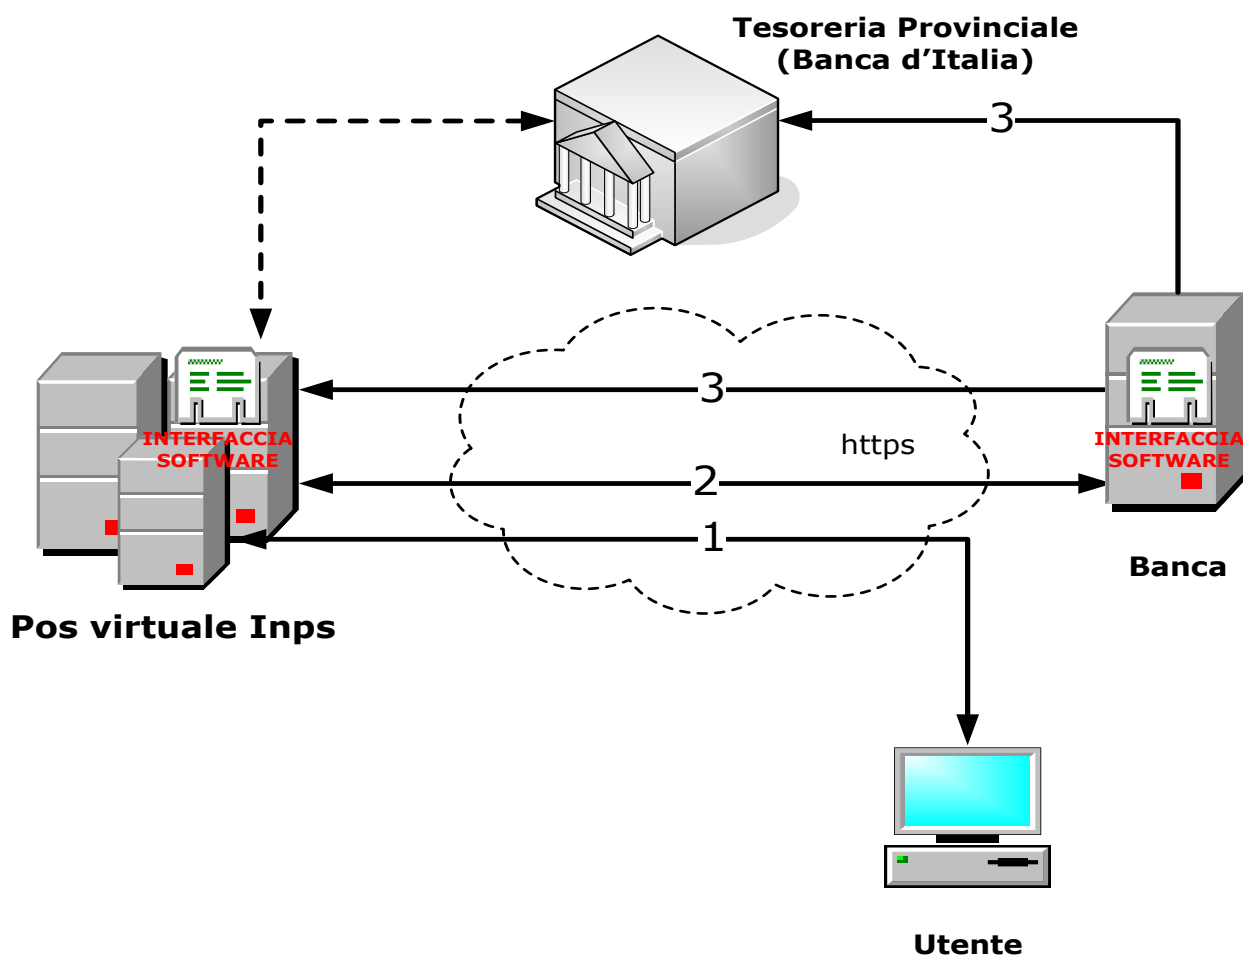 Tesoreria Provinciale
(Banca d’Italia)
3
3
INTERFACCIA
SOFTWARE
https
INTERFACCIA
SOFTWARE
2
1
Banca
Pos virtuale Inps
Utente